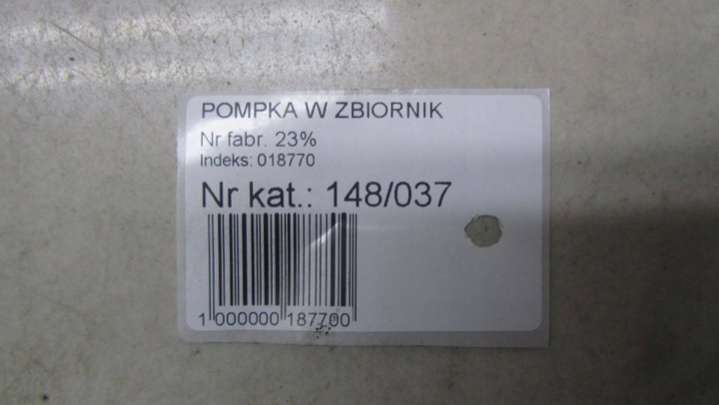 POMPKA W ZBIORNIK
Nr fabr. 23%
Indeks: 018770
Nr kat.: 148/037
1 000000 187700